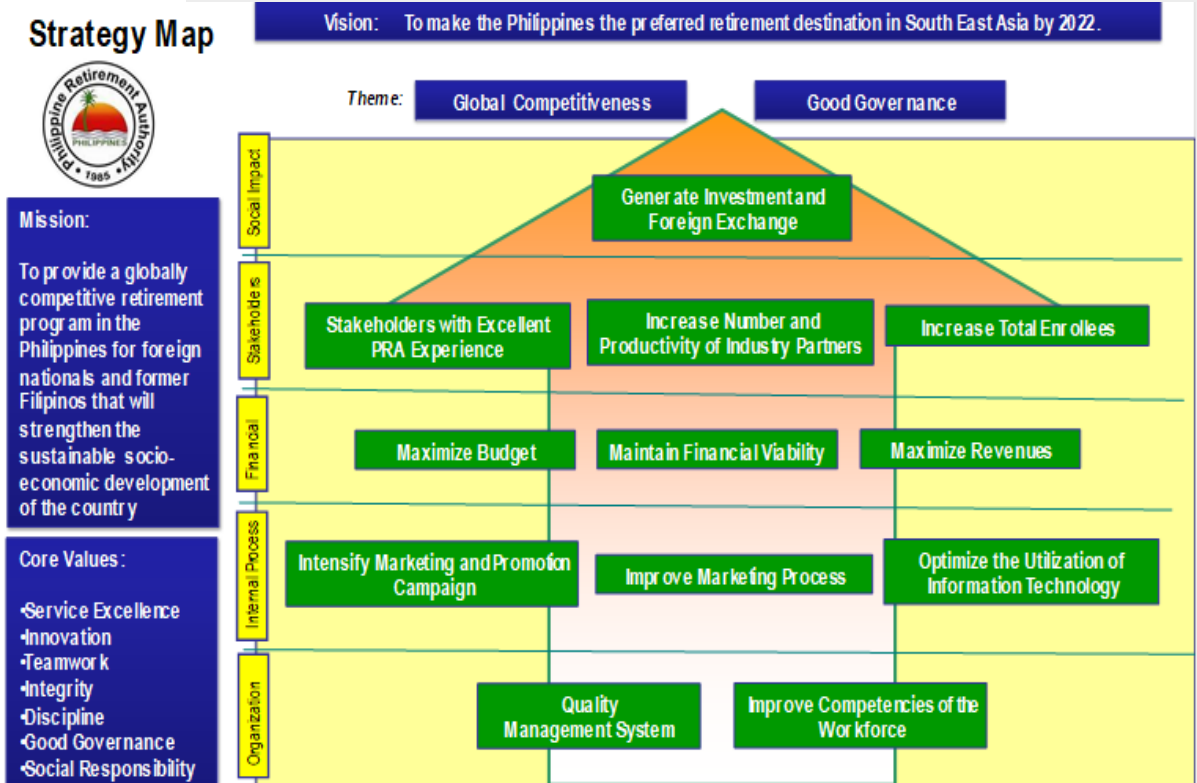 Strategy Map
Vision: To make the Philippines the preferred retirement destination in South East Asia by 2022.
Philippine Retirement Authority
PHILIPPINES
• 1985 •
Theme:
Global Competitiveness
Good Governance
Mission:
To provide a globally
competitive retirement
program in the
Philippines for foreign
nationals and former
Filipinos that will
strengthen the
sustainable socio-
economic development
of the country
Core Values:
•Service Excellence
•Innovation
•Teamwork
•Integrity
•Discipline
•Good Governance
•Social Responsibility
Social Impact
Generate Investment and
Foreign Exchange
Stakeholders
Stakeholders with Excellent
PRA Experience
Increase Number and
Productivity of Industry Partners
Increase Total Enrollees
Financial
Maximize Budget
Maintain Financial Viability
Maximize Revenues
Internal Process
Intensify Marketing and Promotion
Campaign
Improve Marketing Process
Optimize the Utilization of
Information Technology
Organization
Quality
Management System
Improve Competencies of the
Workforce